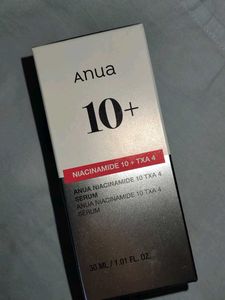 Anua
10+
NIACINAMIDE 10 + TXA 4
ANUA NIACINAMIDE 10 TXA 4
SERUM
ANUA NIACINAMIDE 10 TXA 4
SERUM
30 ML / 1.01 FL. OZ.